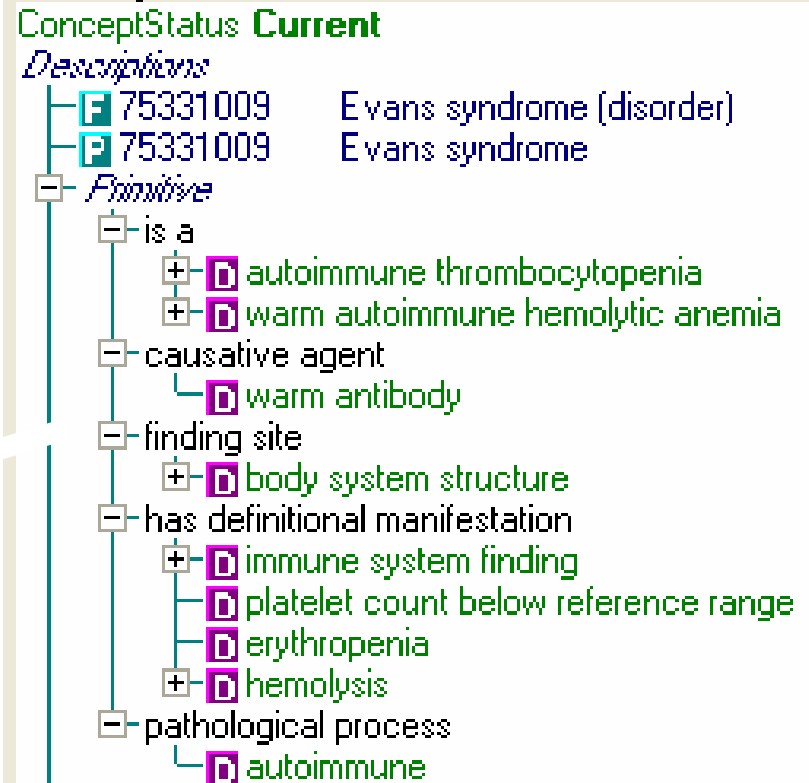 ConceptStatus Current
Descriptions
F 75331009 Evans syndrome (disorder)
P 75331009 Evans syndrome
Primitive
is a
D autoimmune thrombocytopenia
D warm autoimmune hemolytic anemia
causative agent
D warm antibody
finding site
D body system structure
has definitional manifestation
D immune system finding
D platelet count below reference range
D erythropenia
D hemolysis
pathological process
D autoimmune